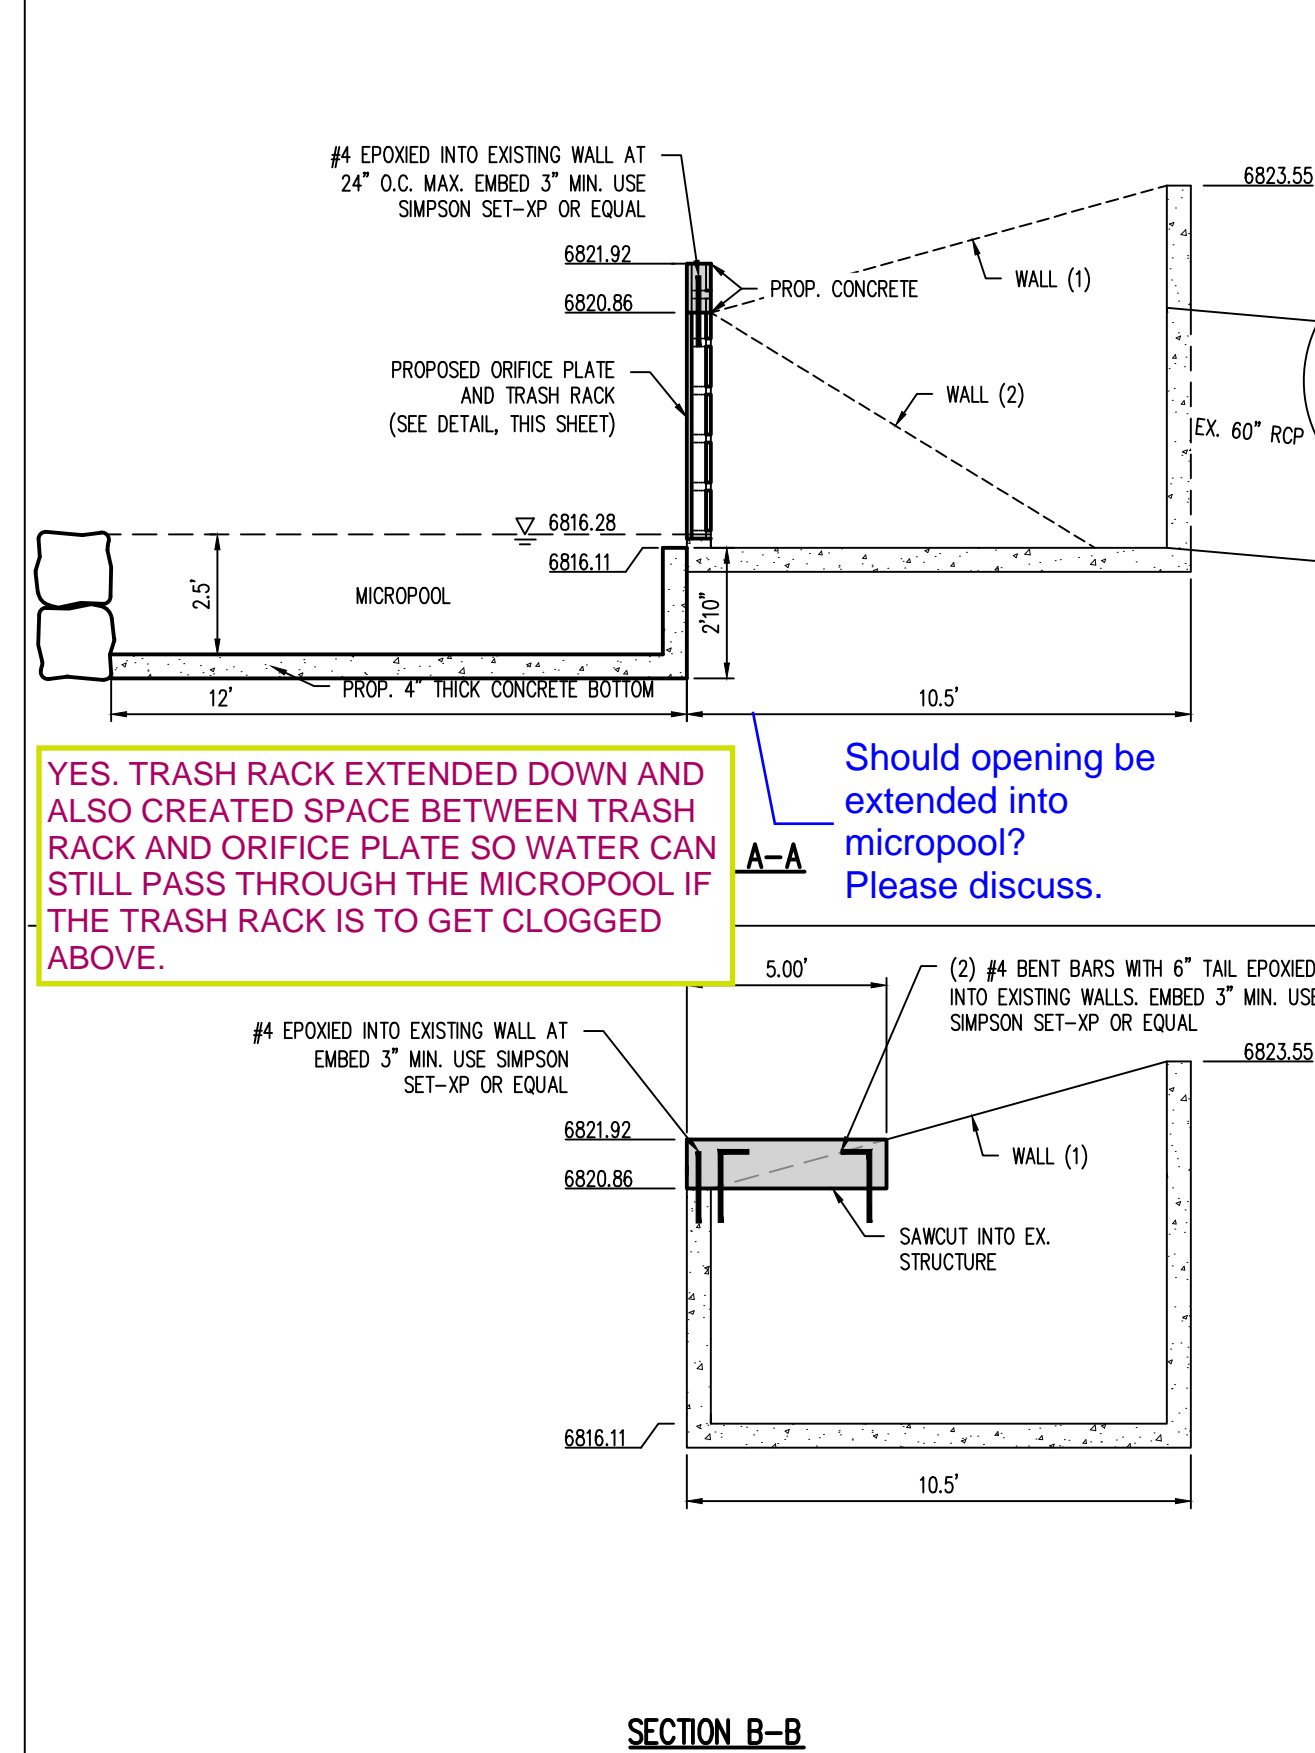 #4 EPOXIED INTO EXISTING WALL AT
24" O.C. MAX. EMBED 3" MIN. USE
SIMPSON SET-XP OR EQUAL
6823.55
6821.92
6820.86
PROP. CONCRETE
WALL (1)
PROPOSED ORIFICE PLATE
AND TRASH RACK
(SEE DETAIL, THIS SHEET)
WALL (2)
EX. 60" RCP
6816.28
6816.11
2.5'
MICROPOOL
2'10"
PROP. 4" THICK CONCRETE BOTTOM
12'
10.5'
YES. TRASH RACK EXTENDED DOWN AND
ALSO CREATED SPACE BETWEEN TRASH
RACK AND ORIFICE PLATE SO WATER CAN
STILL PASS THROUGH THE MICROPOOL IF
THE TRASH RACK IS TO GET CLOGGED
ABOVE.
Should opening be
extended into
micropool?
Please discuss.
A-A
5.00'
(2) #4 BENT BARS WITH 6" TAIL EPOXIED
INTO EXISTING WALLS. EMBED 3" MIN. USE
SIMPSON SET-XP OR EQUAL
#4 EPOXIED INTO EXISTING WALL AT
EMBED 3" MIN. USE SIMPSON
SET-XP OR EQUAL
6823.55
6821.92
6820.86
WALL (1)
SAWCUT INTO EX.
STRUCTURE
6816.11
10.5'
SECTION B-B